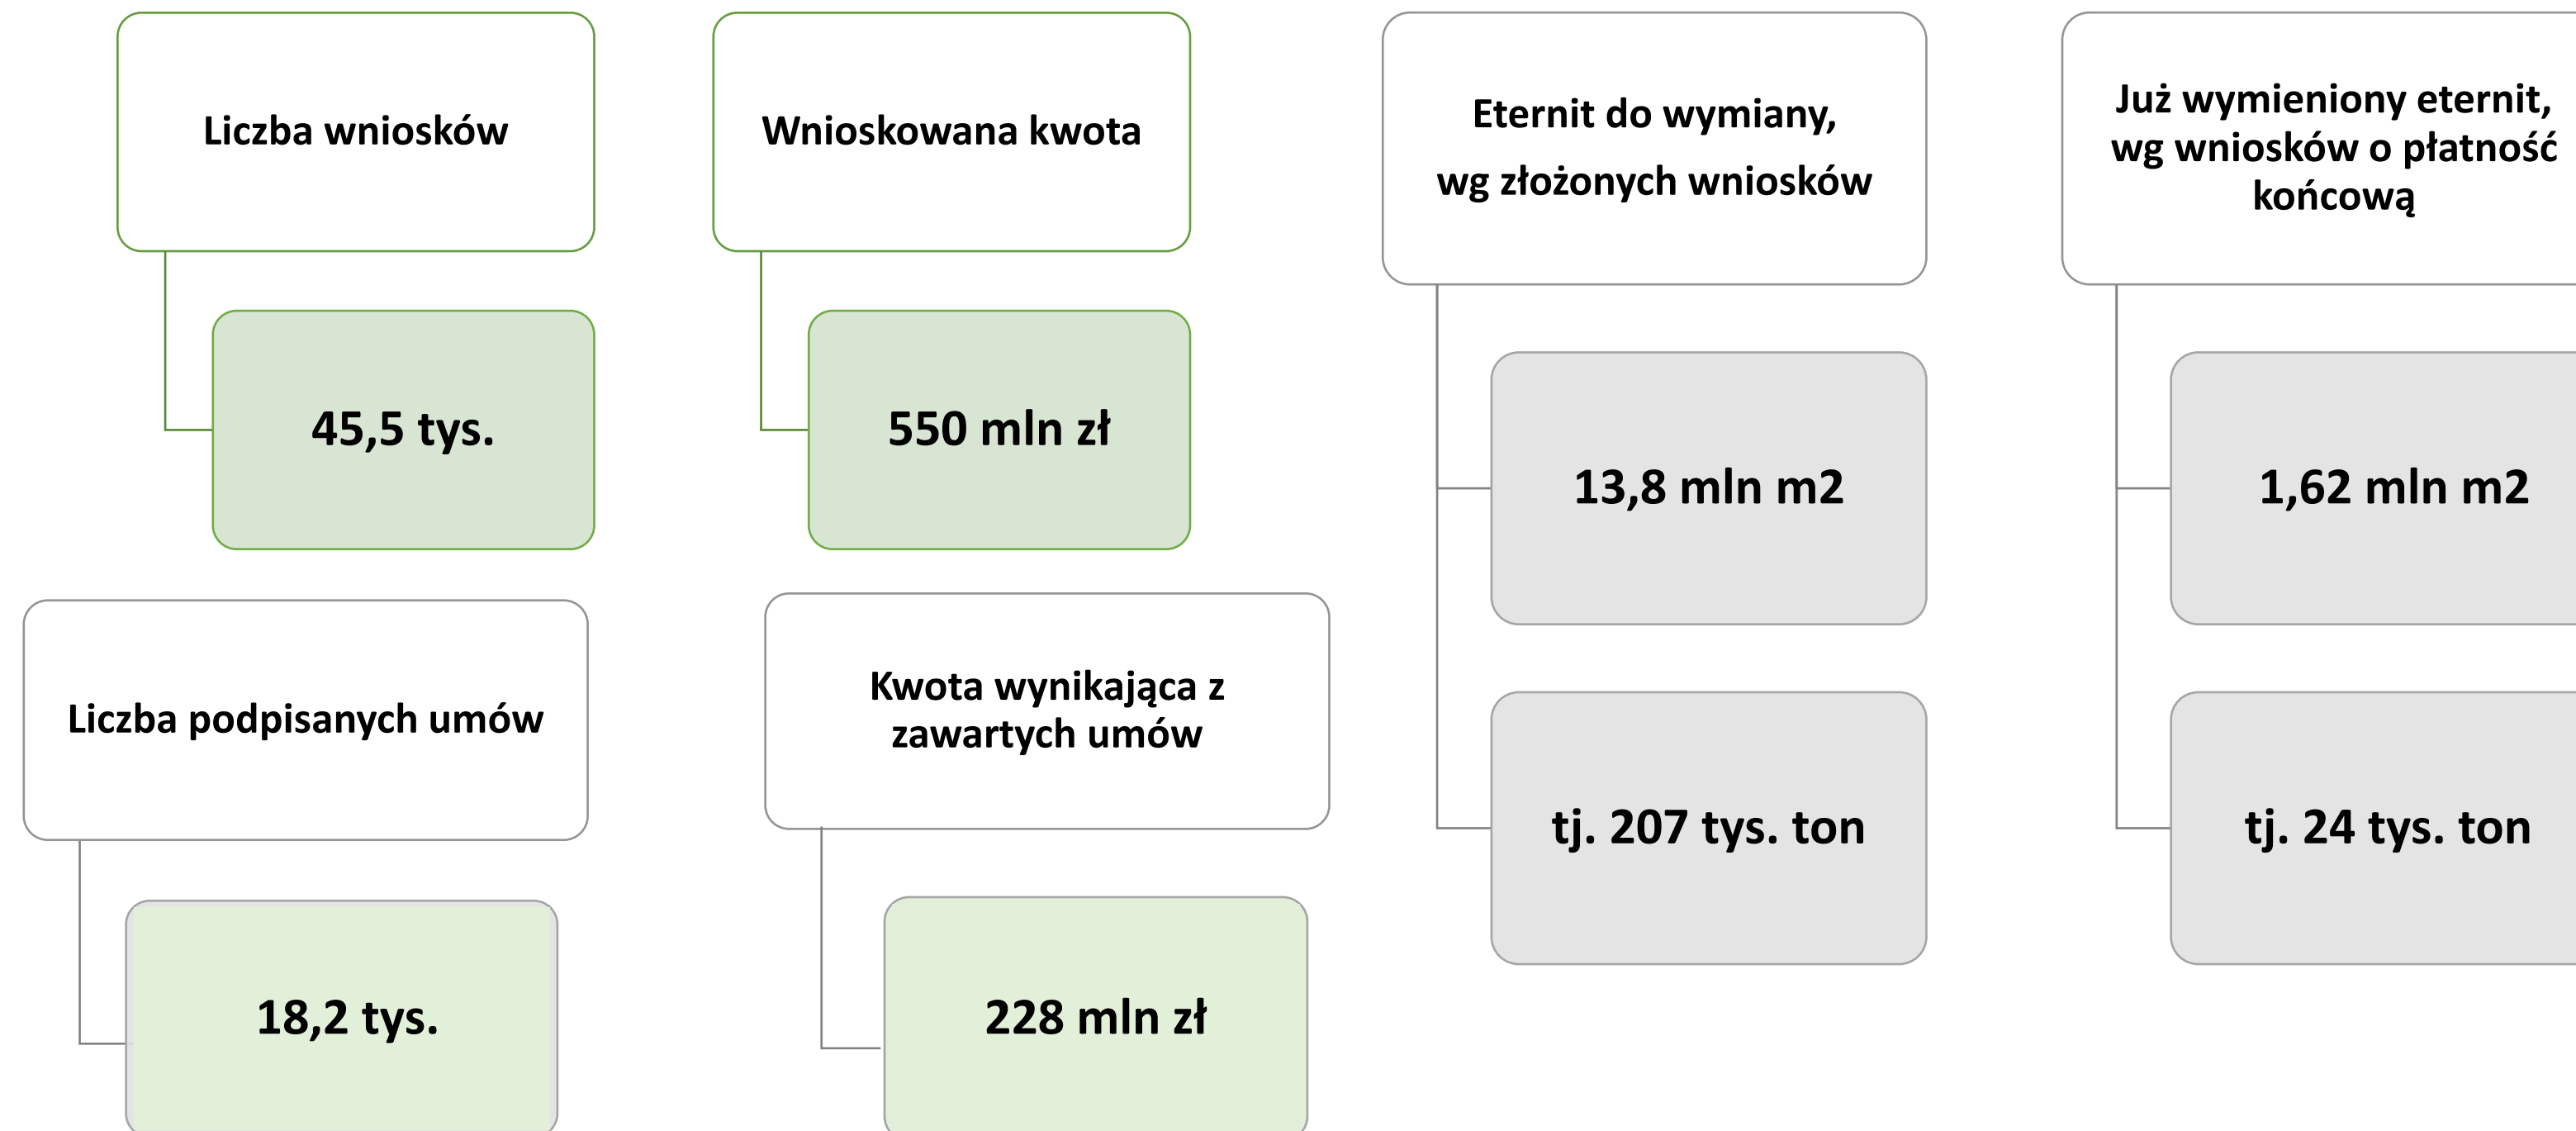 Liczba wniosków
45,5 tys.
Wnioskowana kwota
550 mln zł
Liczba podpisanych umów
18,2 tys.
Kwota wynikająca z
zawartych umów
228 mln zł
Eternit do wymiany,
wg złożonych wniosków
13,8 mln m2
tj. 207 tys. ton
Już wymieniony eternit,
wg wniosków o płatność
końcową
1,62 mln m2
tj. 24 tys. ton